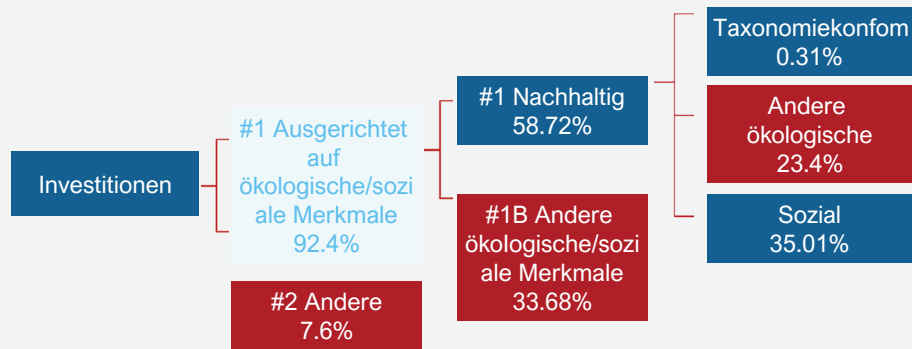 Investitionen
#1 Ausgerichtet
auf
ökologische/sozi
ale Merkmale
92.4%
#2 Andere
7.6%
#1 Nachhaltig
58.72%
#1B Andere
ökologische/sozi
ale Merkmale
33.68%
Taxonomiekonfom
0.31%
Andere
ökologische
23.4%
Sozial
35.01%